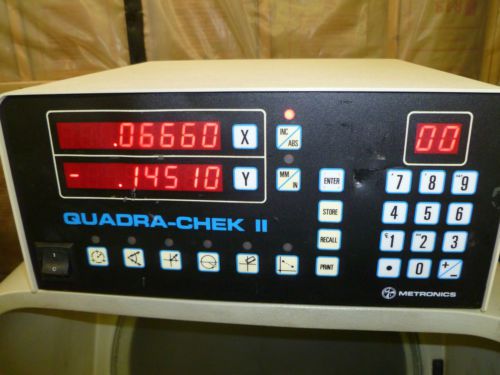 .06660 X INC/ABS 00
- .14510 Y MM/IN
ENTER 7 8 9
STORE 4 5 6
QUADRA-CHEK II
RECALL 1 2 3
PRINT • 0 +/-
1
O
METRONICS